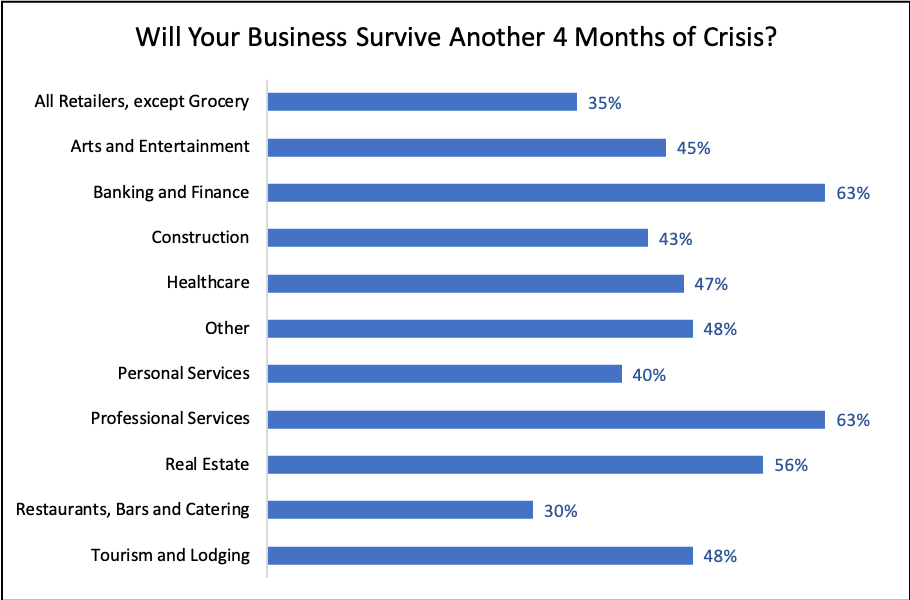 Will Your Business Survive Another 4 Months of Crisis?
All Retailers, except Grocery 35%
Arts and Entertainment 45%
Banking and Finance 63%
Construction 43%
Healthcare 47%
Other 48%
Personal Services 40%
Professional Services 63%
Real Estate 56%
Restaurants, Bars and Catering 30%
Tourism and Lodging 48%